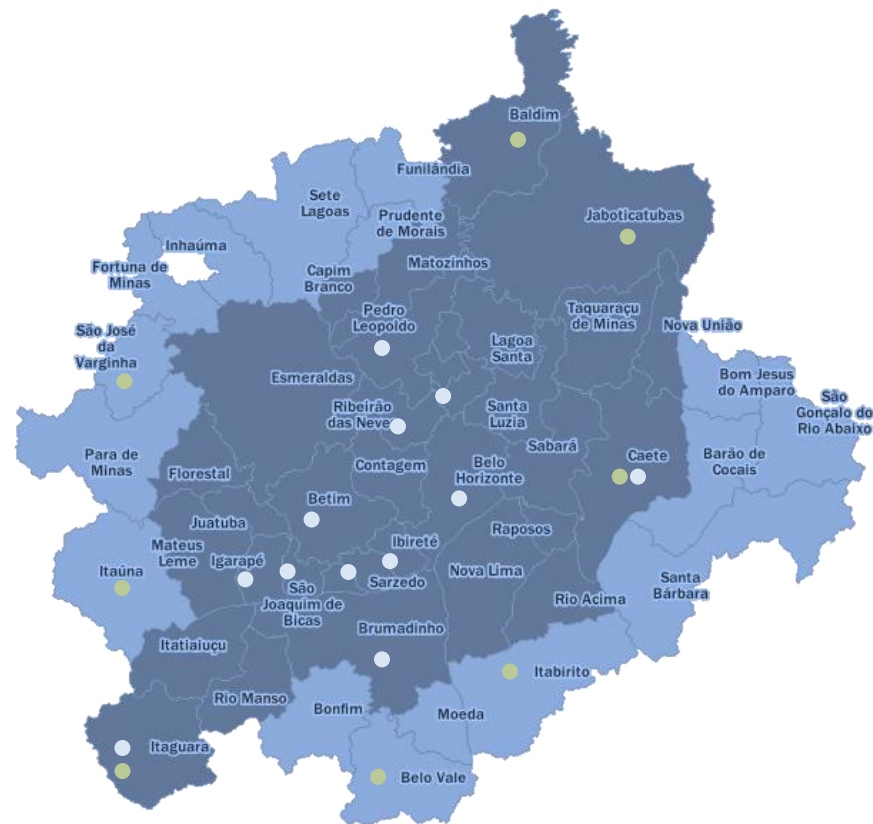 Baldim
Funilândia
Sete
Lagoas
Jaboticatubas
Prudente
de Morais
Inhaúma
Matozinhos
Fortuna de
Minas
Capim
Branco
Pedro
Leopoldo
Taquaraçu
de Minas
Nova União
São José
da
Varginha
Lagoa
Santa
Esmeraldas
Bom Jesus
do Amparo
São
Gonçalo do
Rio Abaixo
Ribeirão
das Neve
Santa
Luzia
Sabará
Para de
Minas
Florestal
Contagem
Belo
Horizonte
Caete
Barão de
Cocais
Betim
Juatuba
Raposos
Mateus
Leme
Igarapé
Ibireté
Itaúna
São
Joaquim de
Bicas
Sarzedo
Nova Lima
Santa
Bárbara
Rio Acima
Brumadinho
Itatiaiuçu
Itabirito
Rio Manso
Bonfim
Moeda
Itaguara
Belo Vale